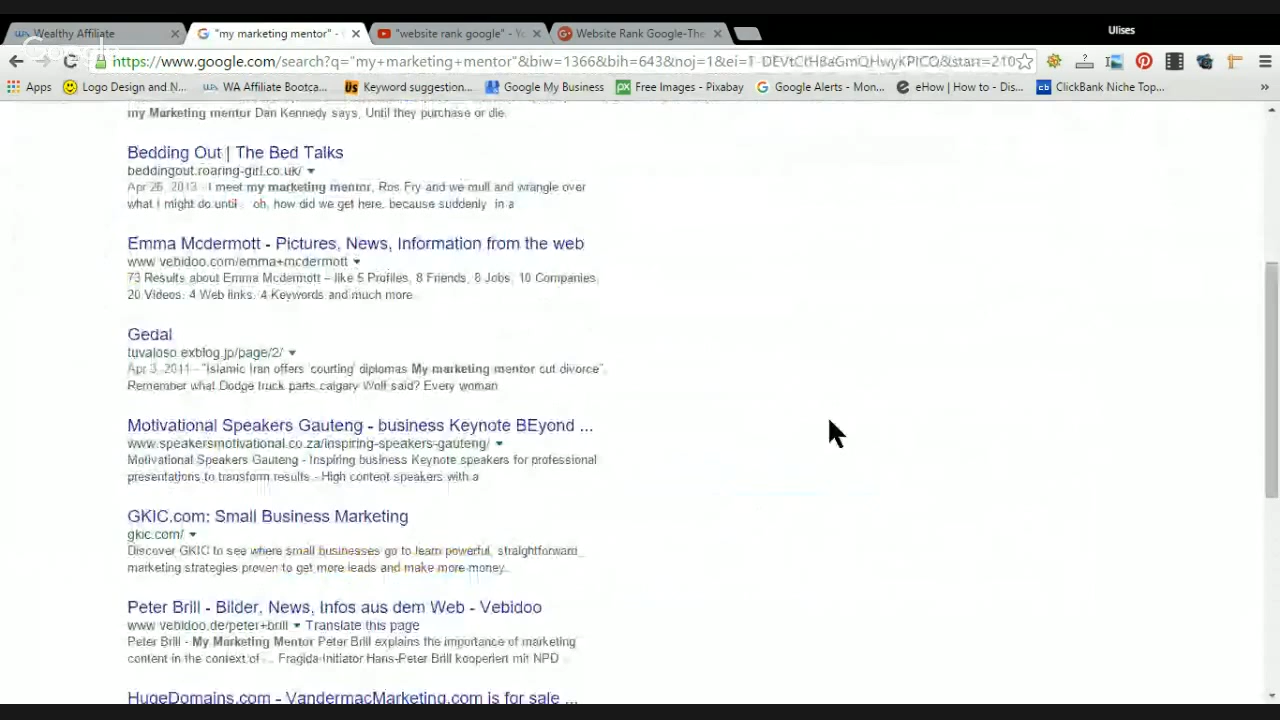 Ulises
Wealthy Affiliate
"my marketing mentor" -
"website rank google" - Yo
Website Rank Google-The
Google
https://www.google.com/search?q="my+marketing+mentor"&biw=1366&bih=643&noj=1&ei=
Apps
Logo Design and N...
WA Affiliate Bootca...
Keyword suggestion...
Google My Business
Free Images - Pixabay
Google Alerts - Mon...
eHow | How to - Dis...
ClickBank Niche Top...
my Marketing mentor Dan Kennedy says, Until they purchase or die.
Bedding Out | The Bed Talks
beddingout.roaring-girl.co.uk/
2013 - I meet my marketing mentor, Ros Fry and we mull and wrangle over
what I might do until oh, how did we get here, because suddenly in a
Emma Mcdermott - Pictures, News, Information from the web
www.vebidoo.com/emma+mcdermott
73 Results about Emma Mcdermott – like 5 Profiles, 8 Friends, 8 Jobs, 10 Companies,
20 Videos, 4 Web links, 4 Keywords and much more
Gedal
tuvaloso.exblog.jp/page/2/
Apr 3, 2011 - "Islamic Iran offers 'courting' diplomas My marketing mentor cut divorce".
Remember what Dodge truck parts calgary Wolf said? Every woman
Motivational Speakers Gauteng - business Keynote BEyond ...
www.speakersmotivational.co.za/inspiring-speakers-gauteng/
Motivational Speakers Gauteng - Inspiring business Keynote speakers for professional
presentations to transform results - High content speakers with a
GKIC.com: Small Business Marketing
gkic.com/
Discover GKIC to see where small businesses go to learn powerful, straightforward
marketing strategies proven to get more leads and make more money.
Peter Brill - Bilder, News, Infos aus dem Web - Vebidoo
www.vebidoo.de/peter+brill Translate this page
Peter Brill - My Marketing Mentor Peter Brill explains the importance of marketing
content in the context of ... Fragida-Initiator Hans-Peter Brill kooperiert mit NPD
HugeDomains.com - VandermacMarketing.com is for sale ...